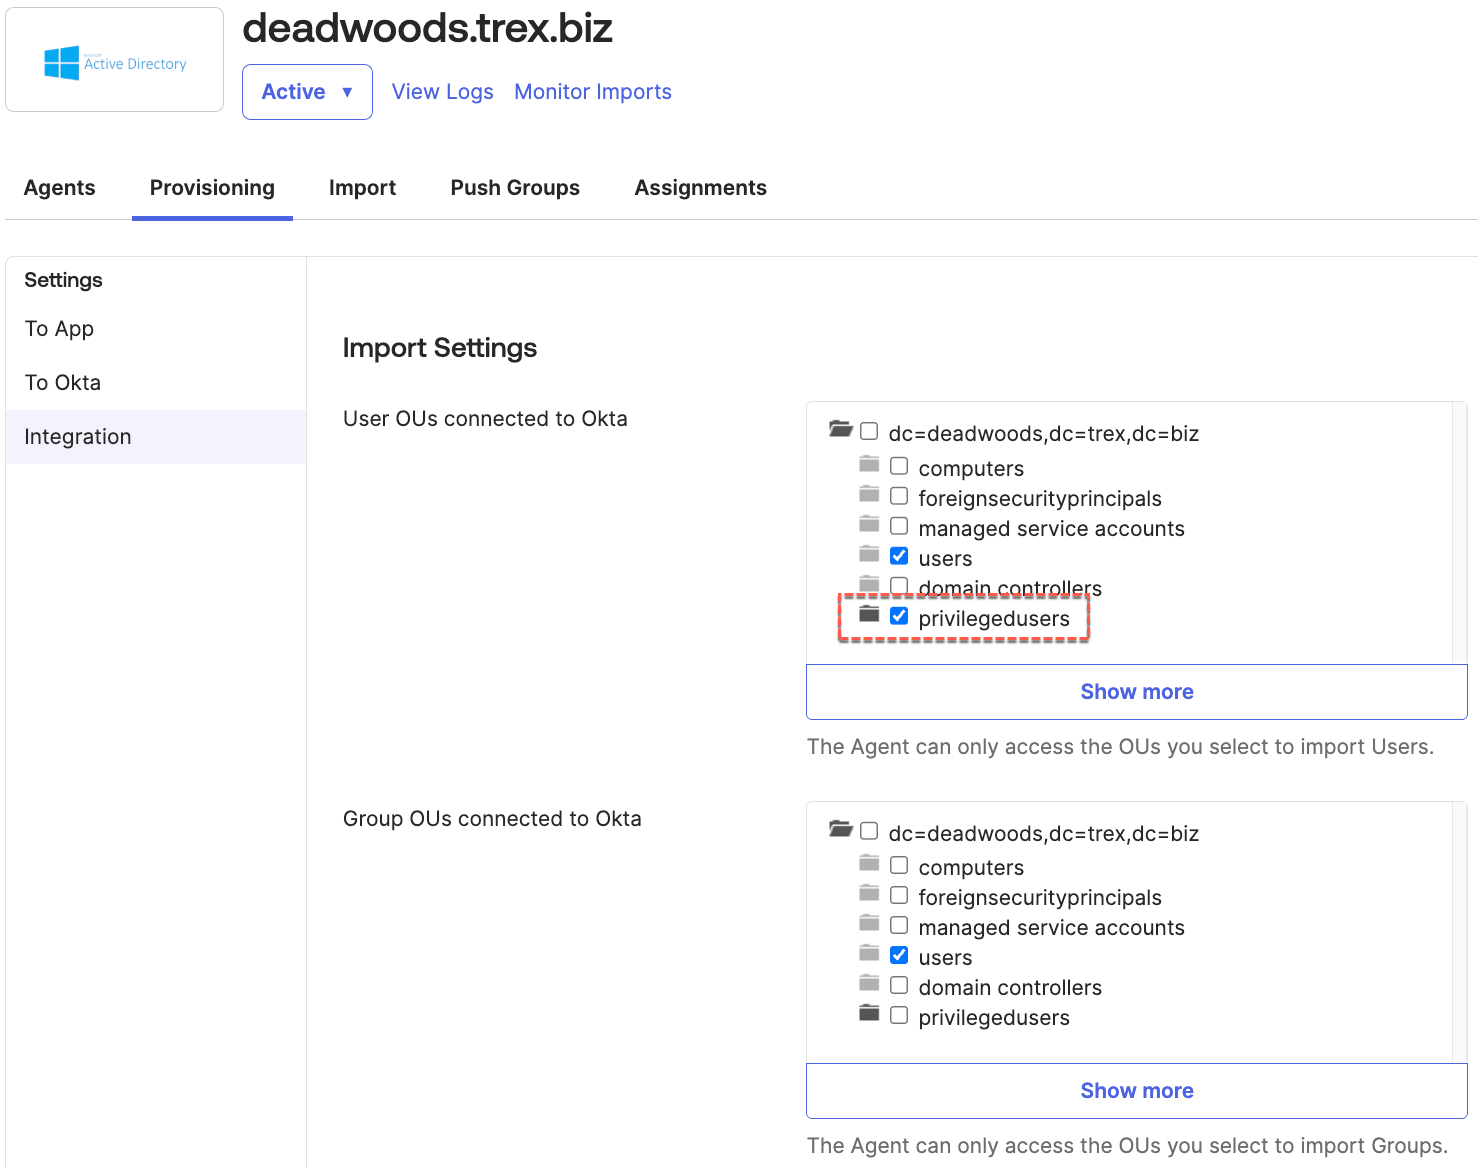 deadwoods.trex.biz
Microsoft
Active Directory
Active ▼ View Logs Monitor Imports
Agents Provisioning Import Push Groups Assignments
Settings
To App
To Okta
Integration
Import Settings
User OUs connected to Okta
dc=deadwoods,dc=trex,dc=biz
computers
foreignsecurityprincipals
managed service accounts
users
domain controllers
privilegedusers
Show more
The Agent can only access the OUs you select to import Users.
Group OUs connected to Okta
dc=deadwoods,dc=trex,dc=biz
computers
foreignsecurityprincipals
managed service accounts
users
domain controllers
privilegedusers
Show more
The Agent can only access the OUs you select to import Groups.